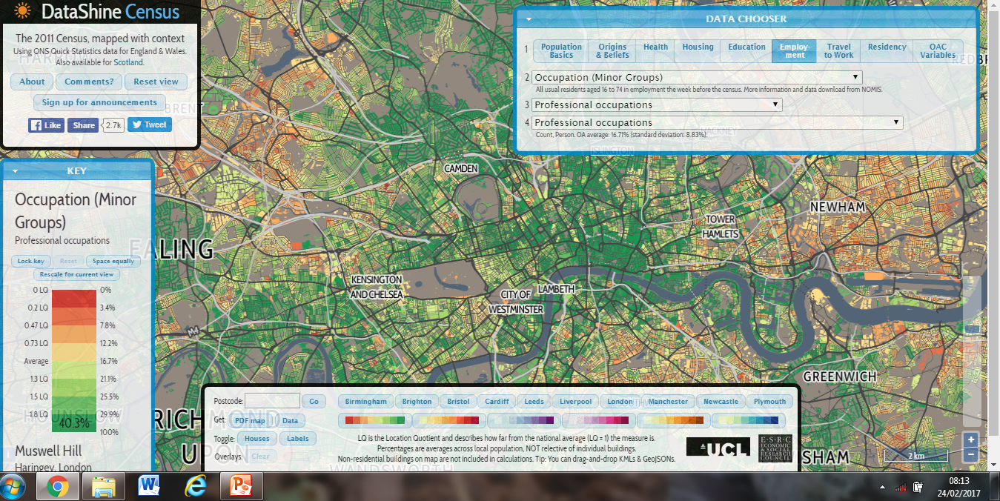 DataShine Census
The 2011 Census, mapped with context
Using ONS Quick Statistics data for England & Wales.
Also available for Scotland.
About
Comments?
Reset view
Sign up for announcements
Like
Share
2.7k
Tweet
KEY
Occupation (Minor
Groups)
Professional occupations
Lock key
Reset
Space equally
Rescale for current view
0 LQ 0%
0.2 LQ 3.4%
0.47 LQ 7.8%
0.73 LQ 12.2%
Average 16.7%
1.3 LQ 21.1%
1.5 LQ 25.5%
1.8 LQ 29.9%
40.3%
100%
Muswell Hill
Haringey, London
DATA CHOOSER
1
Population
Basics
Origins
& Beliefs
Health
Housing
Education
Employ-
ment
Travel
to Work
Residency
OAC
Variables
2 Occupation (Minor Groups)
All usual residents aged 16 to 74 in employment the week before the census. More information and data download from NOMIS.
3 Professional occupations
4 Professional occupations
Count, Person. OA average: 16.71% (standard deviation: 8.83%).
HACKNEY
ISLINGTON
CAMDEN
NEWHAM
TOWER
HAMLETS
EALING
KENSINGTON
AND CHELSEA
LAMBETH
CITY OF
WESTMINSTER
M4
GREENWICH
HOUNSLOW
RICHMOND
UPON
WANDSWORTH
Postcode:
Go
Birmingham
Brighton
Bristol
Cardiff
Leeds
Liverpool
London
Manchester
Newcastle
Plymouth
Get:
PDF map
Data
Toggle:
Houses
Labels
Overlays:
Clear
LQ is the Location Quotient and describes how far from the national average (LQ = 1) the measure is.
Percentages are averages across local population, NOT relective of individual buildings.
Non-residential buildings on map are not included in calculations. Tip: You can drag-and-drop KMLs & GeoJSONs.
UCL
E·S·R·C
ECONOMIC
& SOCIAL
RESEARCH
COUNCIL
SHAM
+
2 km
−
08:13
24/02/2017